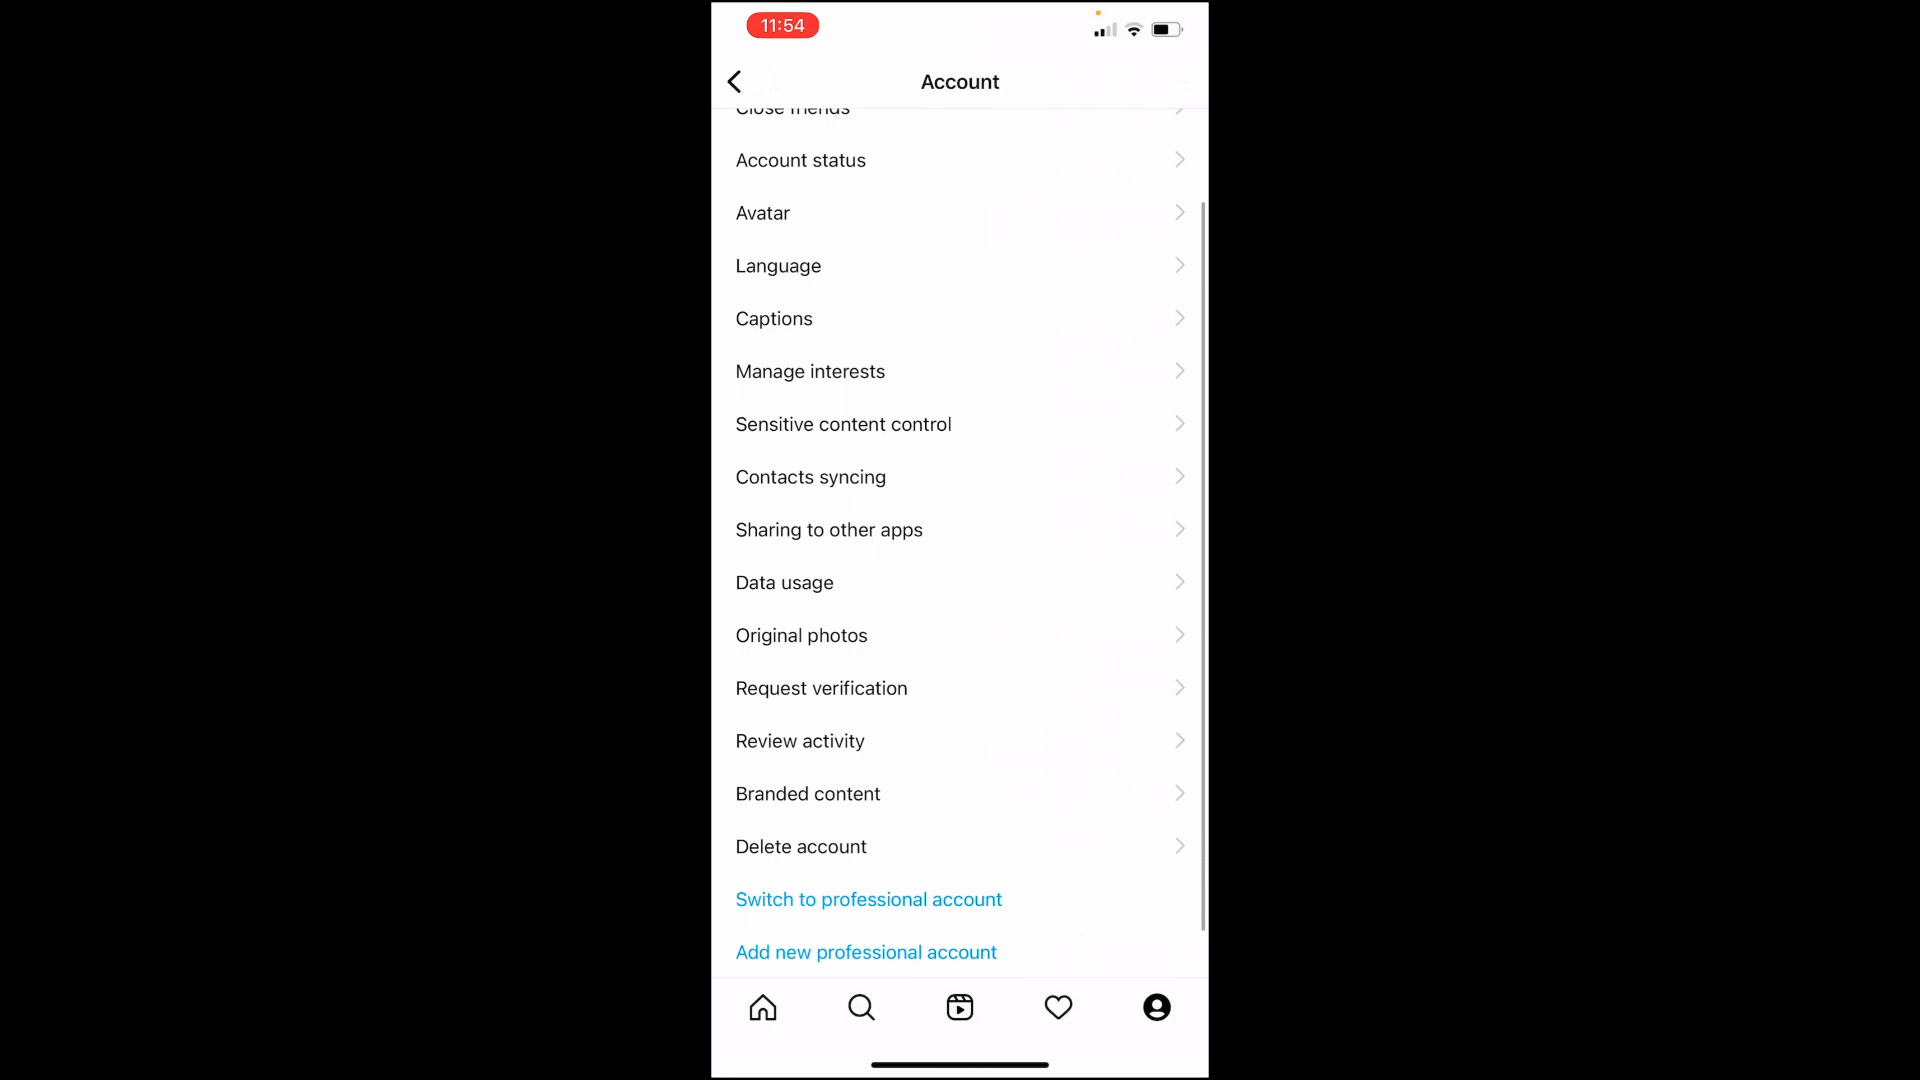 11:54
Account
Close friends
Account status
Avatar
Language
Captions
Manage interests
Sensitive content control
Contacts syncing
Sharing to other apps
Data usage
Original photos
Request verification
Review activity
Branded content
Delete account
Switch to professional account
Add new professional account